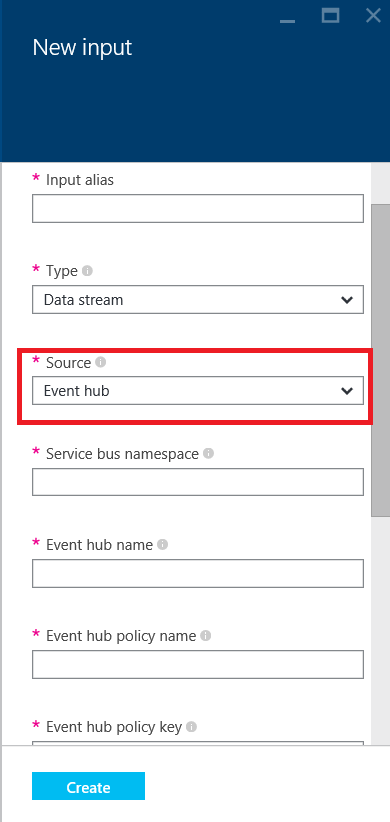 New input
* Input alias
* Type
Data stream
* Source
Event hub
* Service bus namespace
* Event hub name
* Event hub policy name
* Event hub policy key
Create